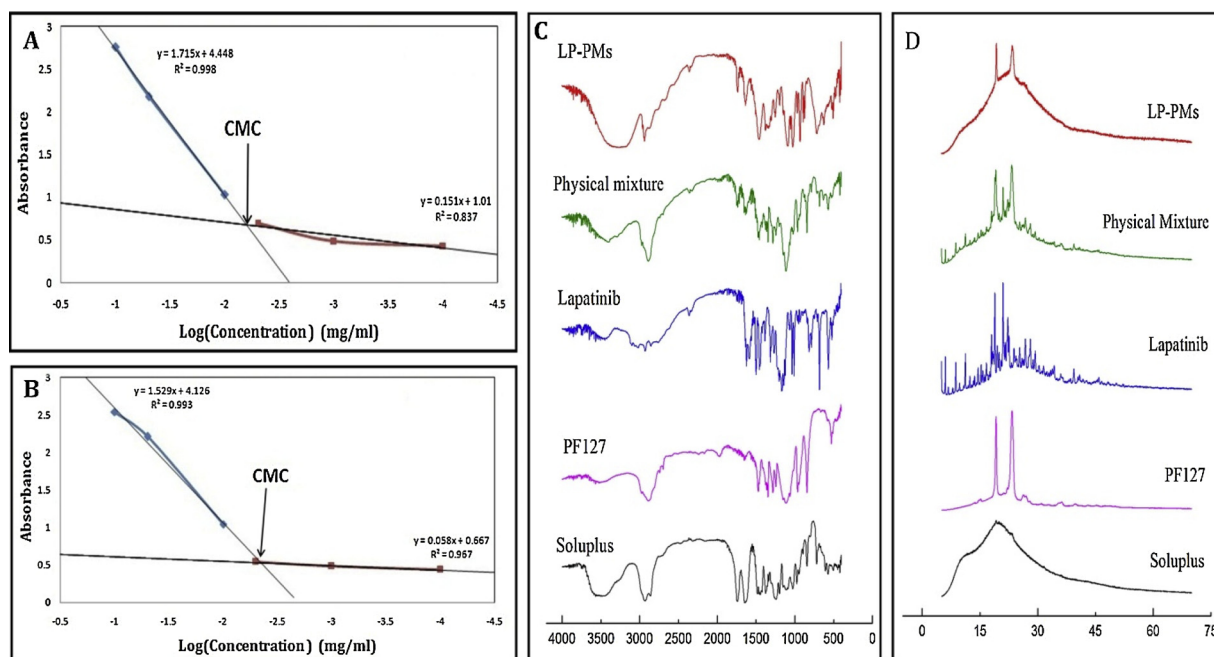 A
3
2.5
2
1.5
1
0.5
0
Absorbance
y = 1.715x + 4.448
R² = 0.998
CMC
y = 0.151x + 1.01
R² = 0.837
-0.5 -1 -1.5 -2 -2.5 -3 -3.5 -4 -4.5
Log(Concentration) (mg/ml)
B
3
2.5
2
1.5
1
0.5
0
Absorbance
y = 1.529x + 4.126
R² = 0.993
CMC
y = 0.058x + 0.667
R² = 0.967
-0.5 -1 -1.5 -2 -2.5 -3 -3.5 -4 -4.5
Log(Concentration) (mg/ml)
C
LP-PMs
Physical mixture
Lapatinib
PF127
Soluplus
4000 3500 3000 2500 2000 1500 1000 500 0
D
LP-PMs
Physical Mixture
Lapatinib
PF127
Soluplus
0 15 30 45 60 75